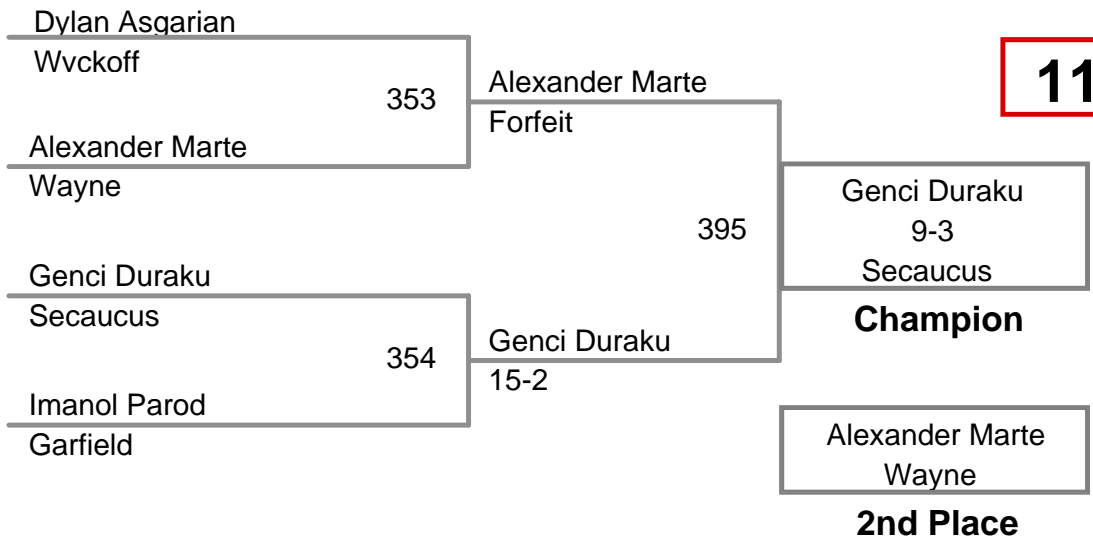 Dylan Asgarian
Wyckoff
353
Alexander Marte
Forfeit
11
Alexander Marte
Wayne
395
Genci Duraku
9-3
Secaucus
Champion
Genci Duraku
Secaucus
354
Genci Duraku
15-2
Imanol Parod
Garfield
Alexander Marte
Wayne
2nd Place